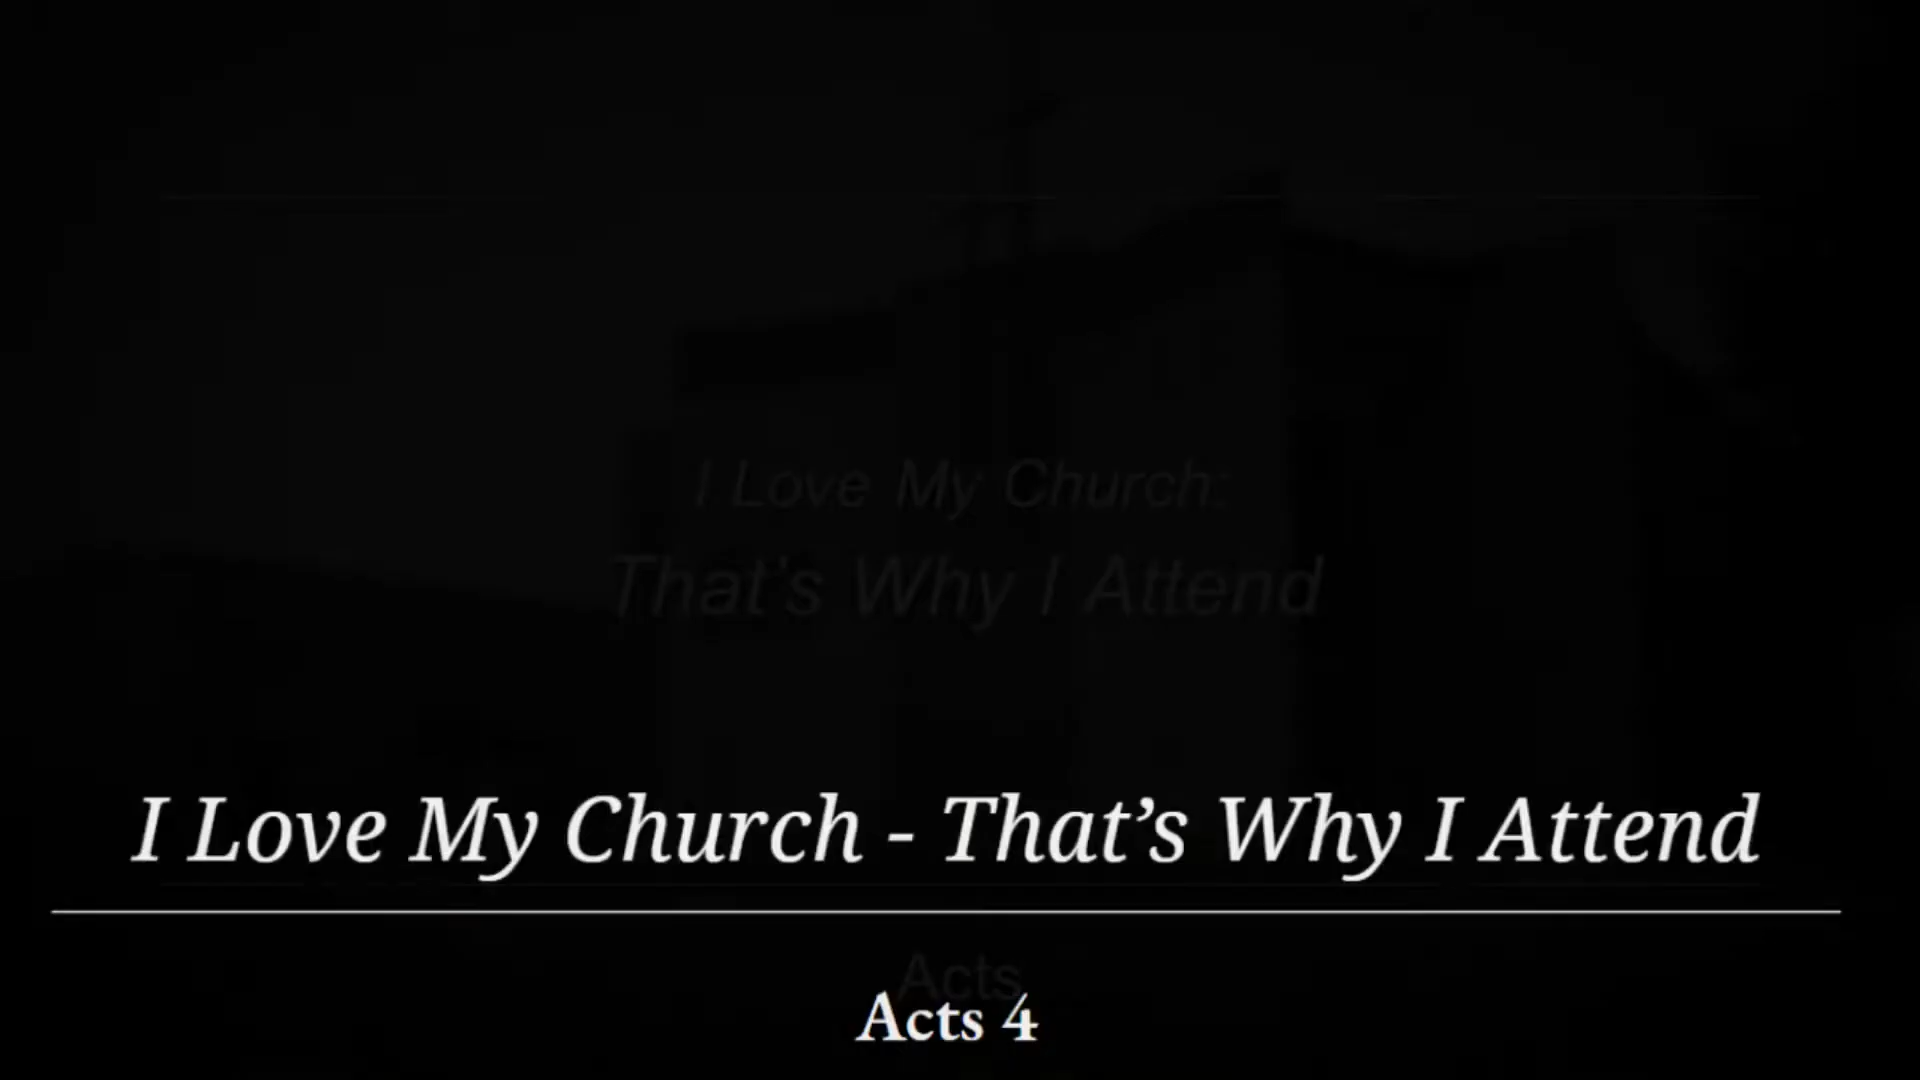 I Love My Church:
That's Why I Attend
I Love My Church - That’s Why I Attend
Acts
Acts 4